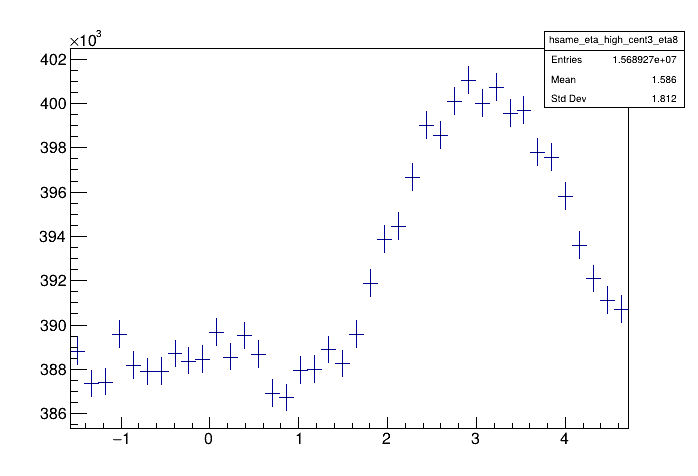 ×10³
hsame_eta_high_cent3_eta8
Entries 1.568927e+07
Mean 1.586
Std Dev 1.812
402
400
398
396
394
392
390
388
386
−1 0 1 2 3 4